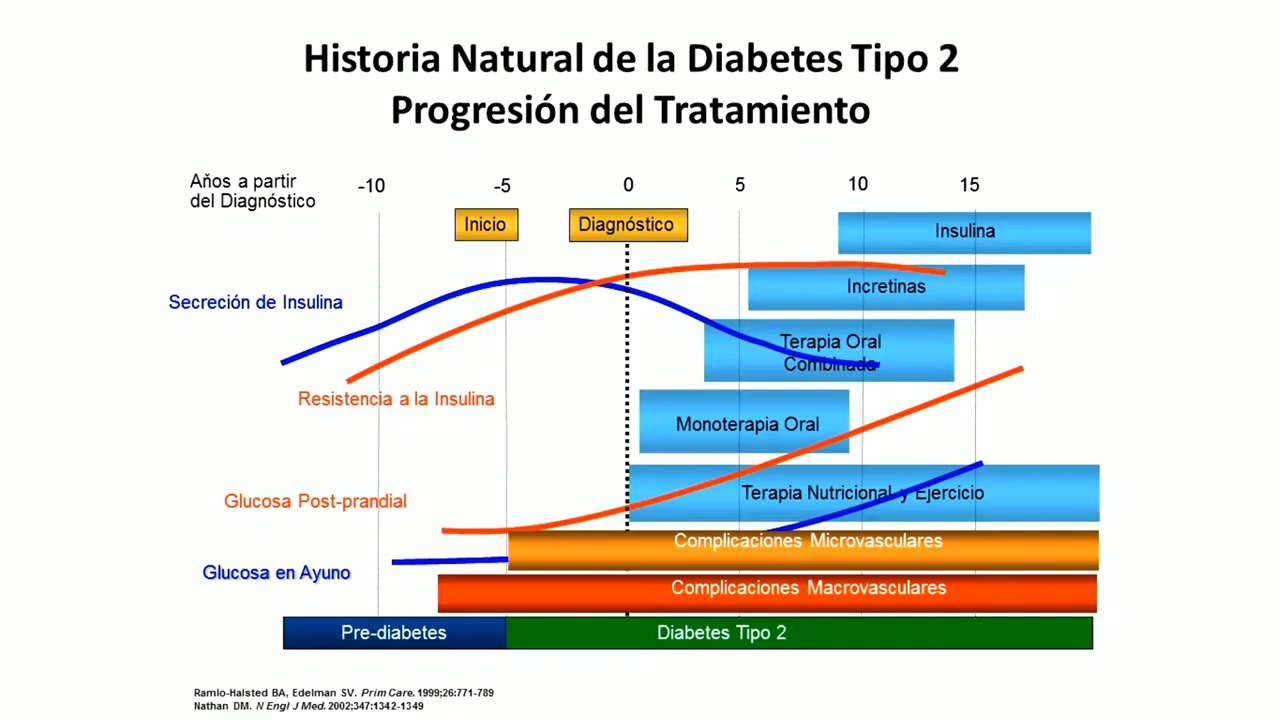 Historia Natural de la Diabetes Tipo 2
Progresión del Tratamiento
Años a partir
del Diagnóstico
-10
-5
0
5
10
15
Inicio
Diagnóstico
Insulina
Incretinas
Secreción de Insulina
Terapia Oral
Combinada
Resistencia a la Insulina
Monoterapia Oral
Glucosa Post-prandial
Terapia Nutricional y Ejercicio
Complicaciones Microvasculares
Glucosa en Ayuno
Complicaciones Macrovasculares
Pre-diabetes
Diabetes Tipo 2
Ramlo-Halsted BA, Edelman SV. Prim Care. 1999;26:771-789
Nathan DM. N Engl J Med. 2002;347:1342-1349